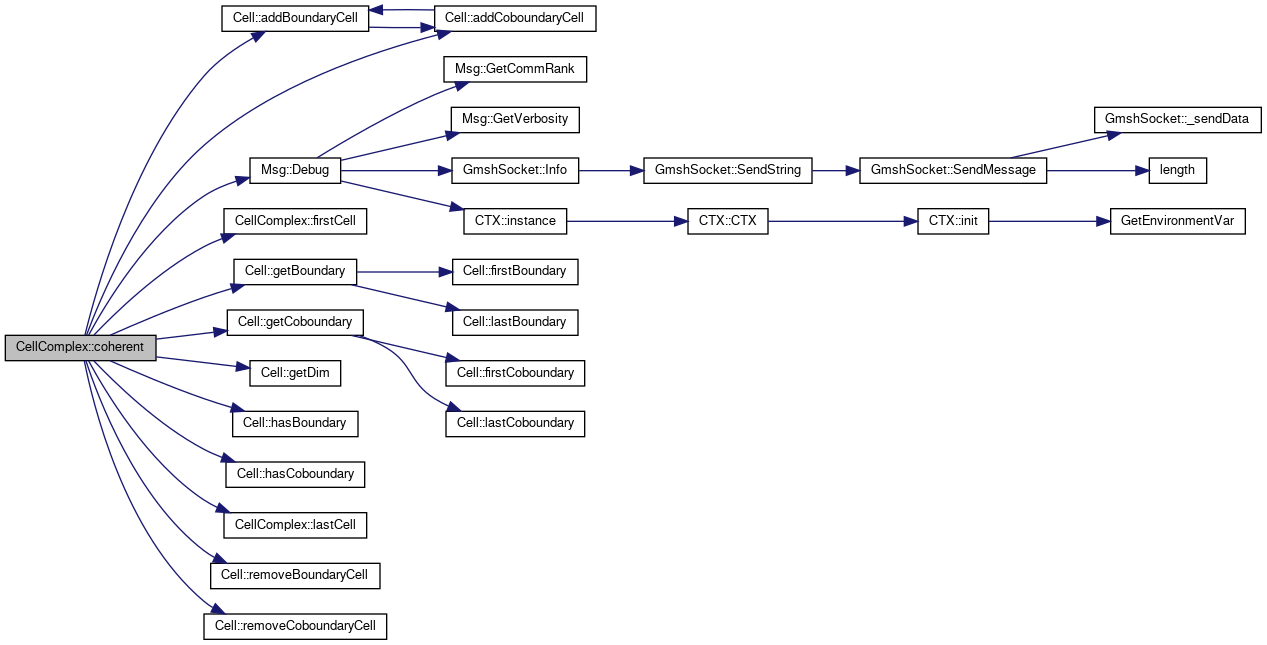 Cell::addBoundaryCell
Cell::addCoboundaryCell
Msg::GetCommRank
Msg::GetVerbosity
GmshSocket::_sendData
Msg::Debug
GmshSocket::Info
GmshSocket::SendString
GmshSocket::SendMessage
length
CellComplex::firstCell
CTX::instance
CTX::CTX
CTX::init
GetEnvironmentVar
Cell::getBoundary
Cell::firstBoundary
Cell::getCoboundary
Cell::lastBoundary
CellComplex::coherent
Cell::getDim
Cell::firstCoboundary
Cell::hasBoundary
Cell::lastCoboundary
Cell::hasCoboundary
CellComplex::lastCell
Cell::removeBoundaryCell
Cell::removeCoboundaryCell